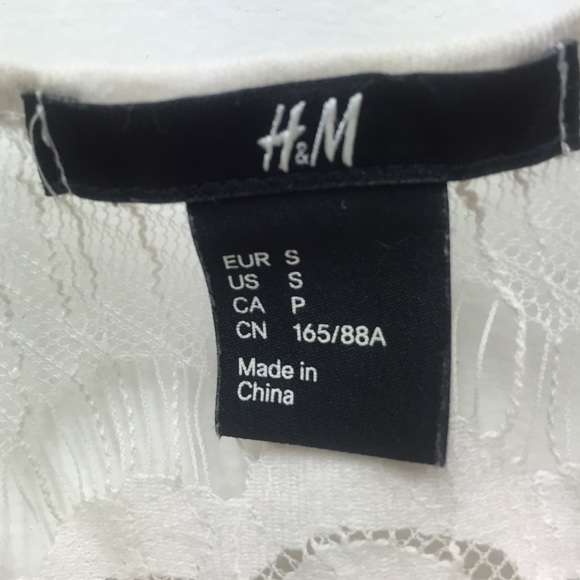 H&M
EUR S
US S
CA P
CN 165/88A
Made in
China